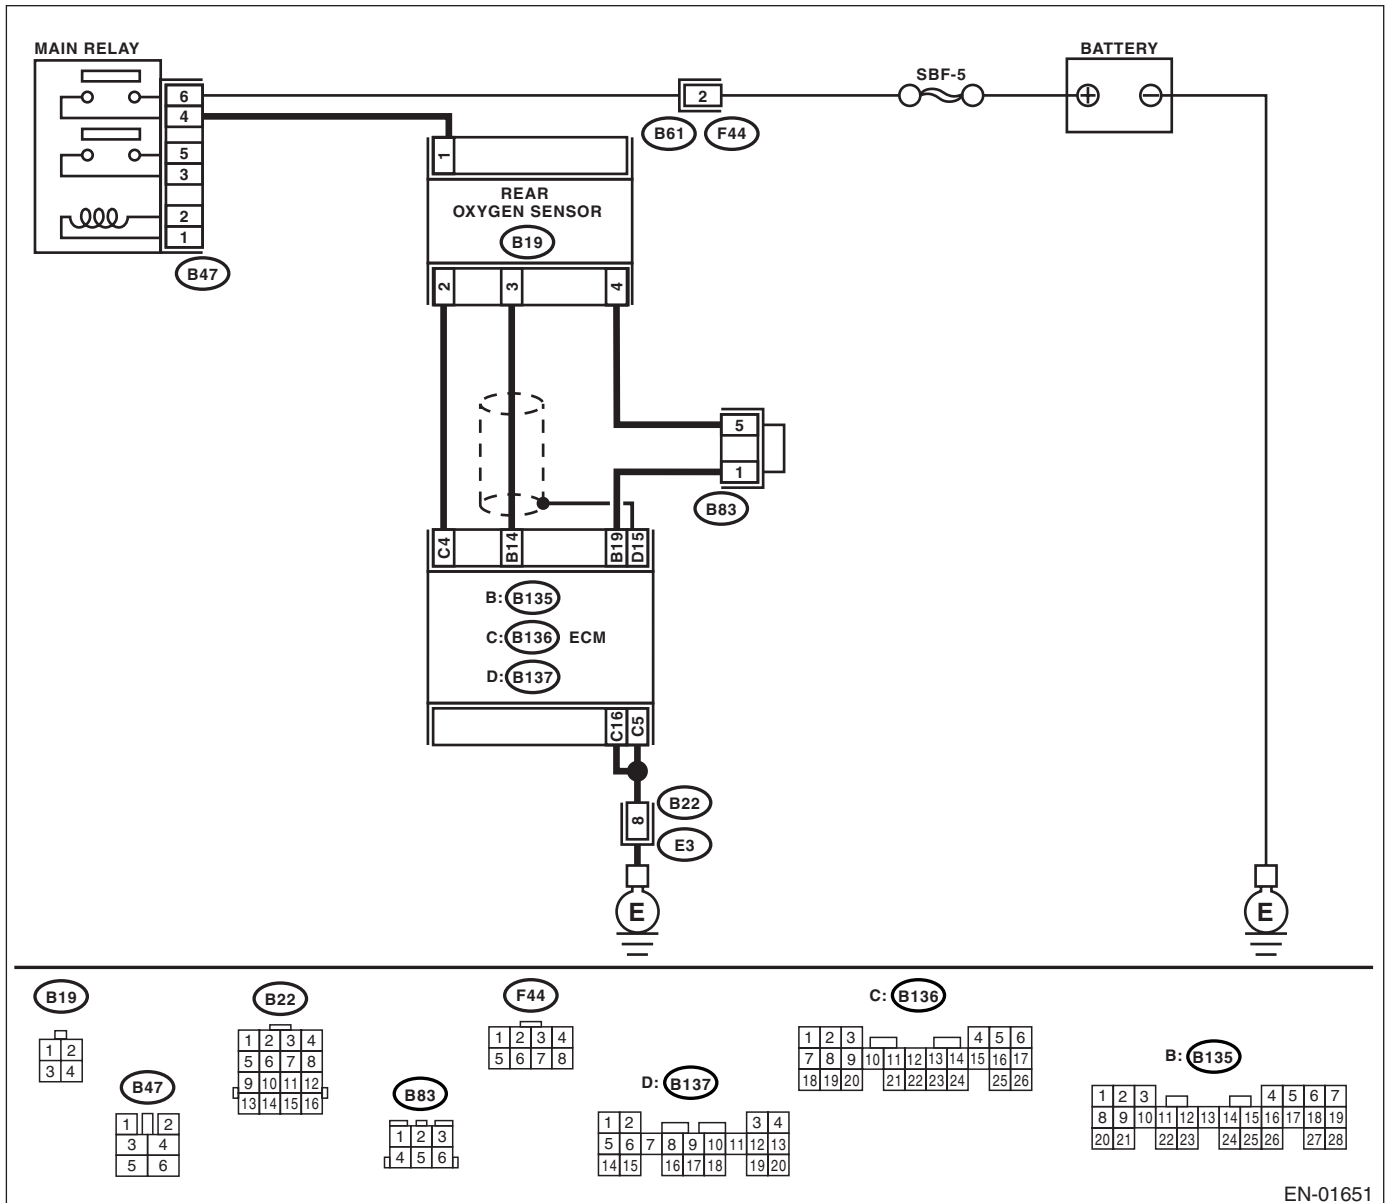 MAIN RELAY
BATTERY
SBF-5
6
4
5
3
2
1
2
+
−
B61
F44
B47
1
REAR
OXYGEN SENSOR
B19
2
3
4
5
1
B83
C4
B14
B19
D15
B: B135
C: B136 ECM
D: B137
C16
C5
8
B22
E3
E
E
B19
1 2
3 4
B47
1 2
3 4
5 6
B22
1 2 3 4
5 6 7 8
9 10 11 12
13 14 15 16
B83
1 2 3
4 5 6
F44
1 2 3 4
5 6 7 8
D: B137
1 2 3 4
5 6 7 8 9 10 11 12 13
14 15 16 17 18 19 20
C: B136
1 2 3 4 5 6
7 8 9 10 11 12 13 14 15 16 17
18 19 20 21 22 23 24 25 26
B: B135
1 2 3 4 5 6 7
8 9 10 11 12 13 14 15 16 17 18 19
20 21 22 23 24 25 26 27 28
EN-01651